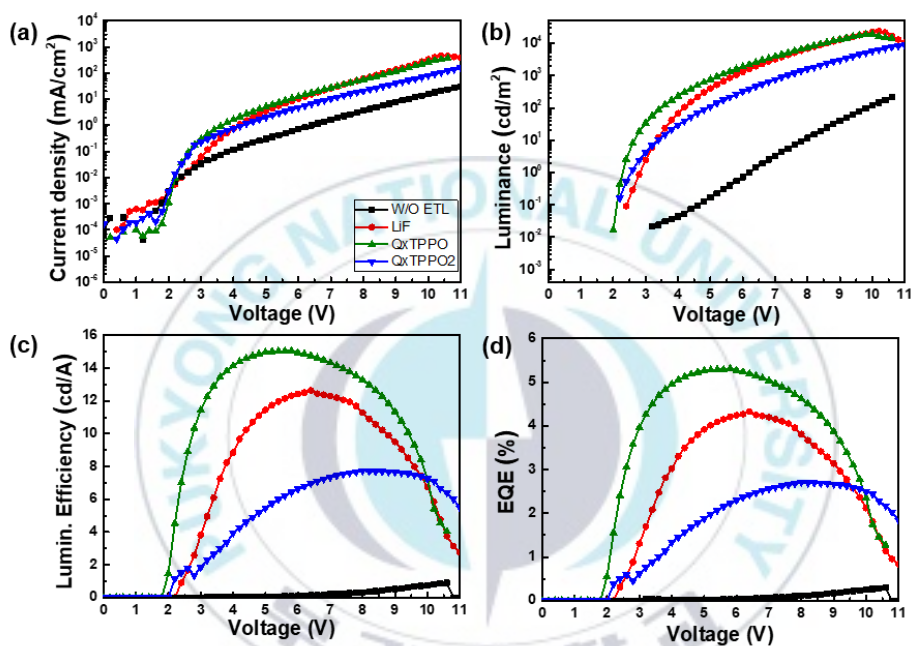 (a)
Current density (mA/cm²)
10⁵
10⁴
10³
10²
10¹
10⁰
10⁻¹
10⁻²
10⁻³
10⁻⁴
10⁻⁵
10⁻⁶
0 1 2 3 4 5 6 7 8 9 10 11
Voltage (V)
W/O ETL
LiF
QxTPPO
QxTPPO2
(b)
Luminance (cd/m²)
10⁵
10⁴
10³
10²
10¹
10⁰
10⁻¹
10⁻²
10⁻³
0 1 2 3 4 5 6 7 8 9 10 11
Voltage (V)
(c)
Lumin. Efficiency (cd/A)
16
14
12
10
8
6
4
2
0
0 1 2 3 4 5 6 7 8 9 10 11
Voltage (V)
(d)
EQE (%)
6
5
4
3
2
1
0
0 1 2 3 4 5 6 7 8 9 10 11
Voltage (V)
PUKYONG NATIONAL UNIVERSITY